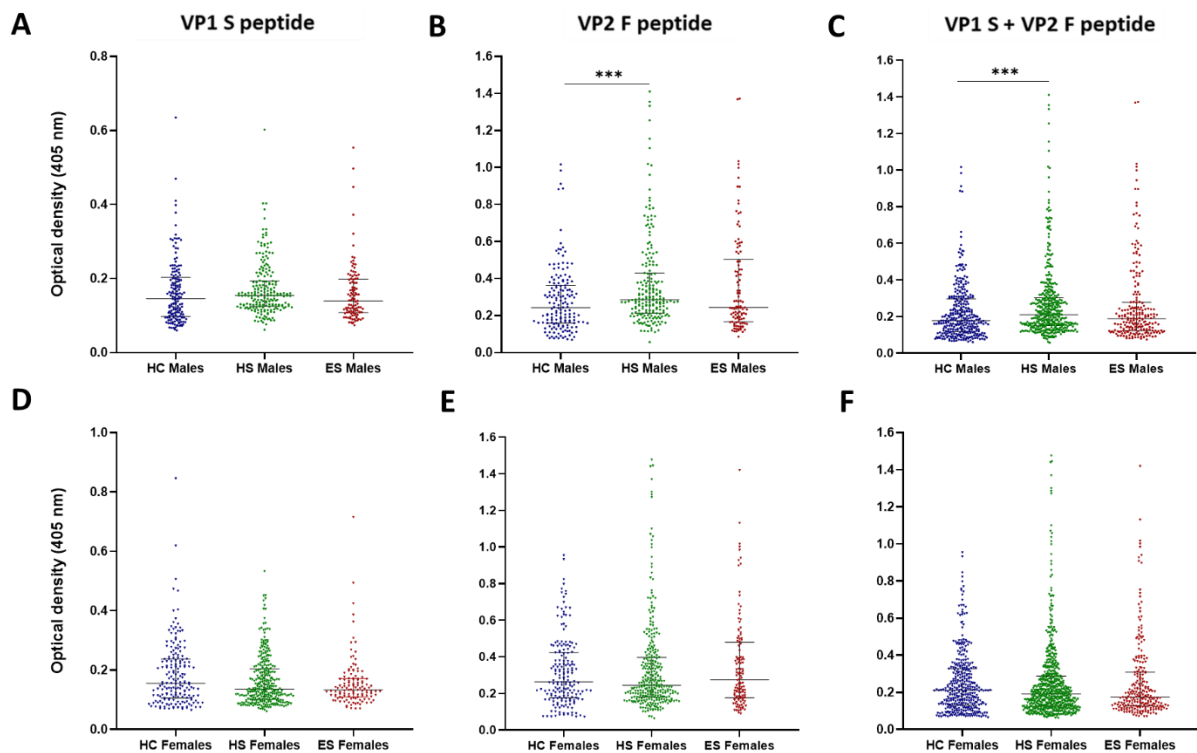 A
VP1 S peptide
Optical density (405 nm)
0.8
0.6
0.4
0.2
0.0
HC Males HS Males ES Males
B
VP2 F peptide
***
1.6
1.4
1.2
1.0
0.8
0.6
0.4
0.2
0.0
HC Males HS Males ES Males
C
VP1 S + VP2 F peptide
***
1.6
1.4
1.2
1.0
0.8
0.6
0.4
0.2
0.0
HC Males HS Males ES Males
D
Optical density (405 nm)
1.0
0.8
0.6
0.4
0.2
0.0
HC Females HS Females ES Females
E
1.6
1.4
1.2
1.0
0.8
0.6
0.4
0.2
0.0
HC Females HS Females ES Females
F
1.6
1.4
1.2
1.0
0.8
0.6
0.4
0.2
0.0
HC Females HS Females ES Females